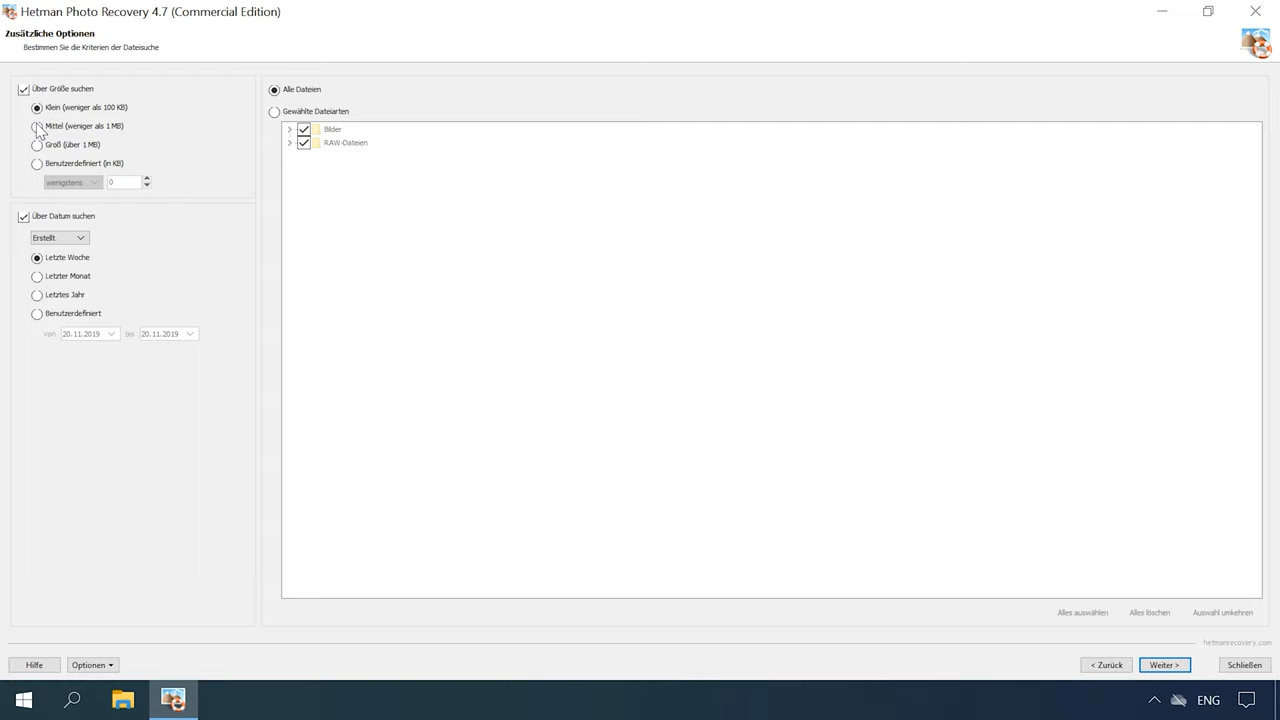 Hetman Photo Recovery 4.7 (Commercial Edition)
Zusätzliche Optionen
Bestimmen Sie die Kriterien der Dateisuche
Über Größe suchen
Klein (weniger als 100 KB)
Mittel (weniger als 1 MB)
Groß (über 1 MB)
Benutzerdefiniert (in KB)
wenigstens 0
Über Datum suchen
Erstellt
Letzte Woche
Letzter Monat
Letztes Jahr
Benutzerdefiniert
von: 20.11.2019 bis 20.11.2019
Alle Dateien
Gewählte Dateiarten
Bilder
RAW-Dateien
Alles auswählen Alles löschen Auswahl umkehren
hetmanrecovery.com
Hilfe Optionen < Zurück Weiter > Schließen
ENG